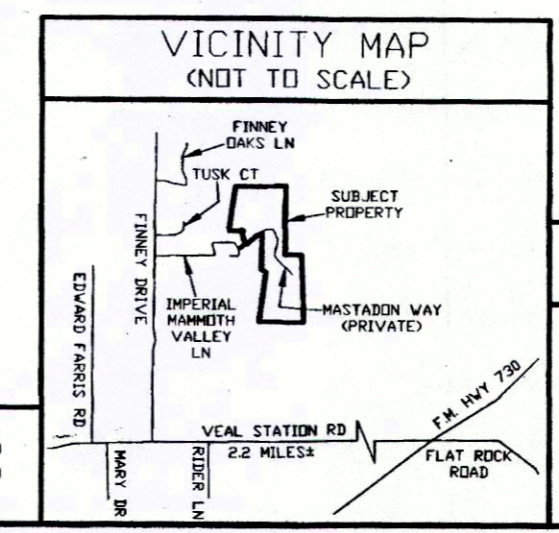 VICINITY MAP
(NOT TO SCALE)
FINNEY
OAKS LN
TUSK CT
SUBJECT
PROPERTY
FINNEY DRIVE
EDWARD FARRIS RD
IMPERIAL
MAMMOTH
VALLEY
LN
MASTADON WAY
(PRIVATE)
F.M. HWY 730
VEAL STATION RD
2.2 MILES±
FLAT ROCK
ROAD
MARY DR
RIDER LN